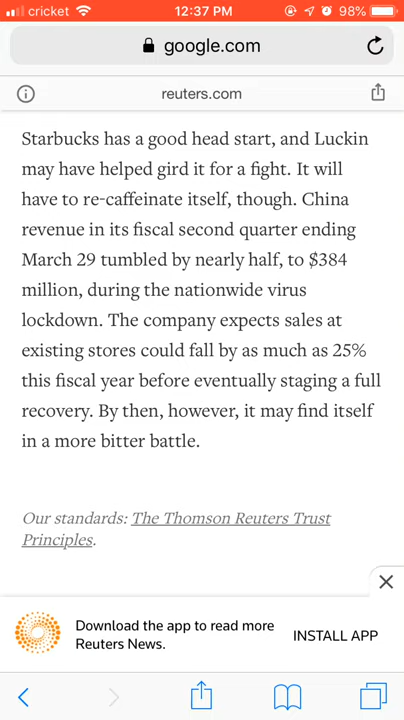 cricket 12:37 PM 98%
google.com
reuters.com
Starbucks has a good head start, and Luckin
may have helped gird it for a fight. It will
have to re-caffeinate itself, though. China
revenue in its fiscal second quarter ending
March 29 tumbled by nearly half, to $384
million, during the nationwide virus
lockdown. The company expects sales at
existing stores could fall by as much as 25%
this fiscal year before eventually staging a full
recovery. By then, however, it may find itself
in a more bitter battle.
Our standards: The Thomson Reuters Trust
Principles.
Download the app to read more
Reuters News.
INSTALL APP